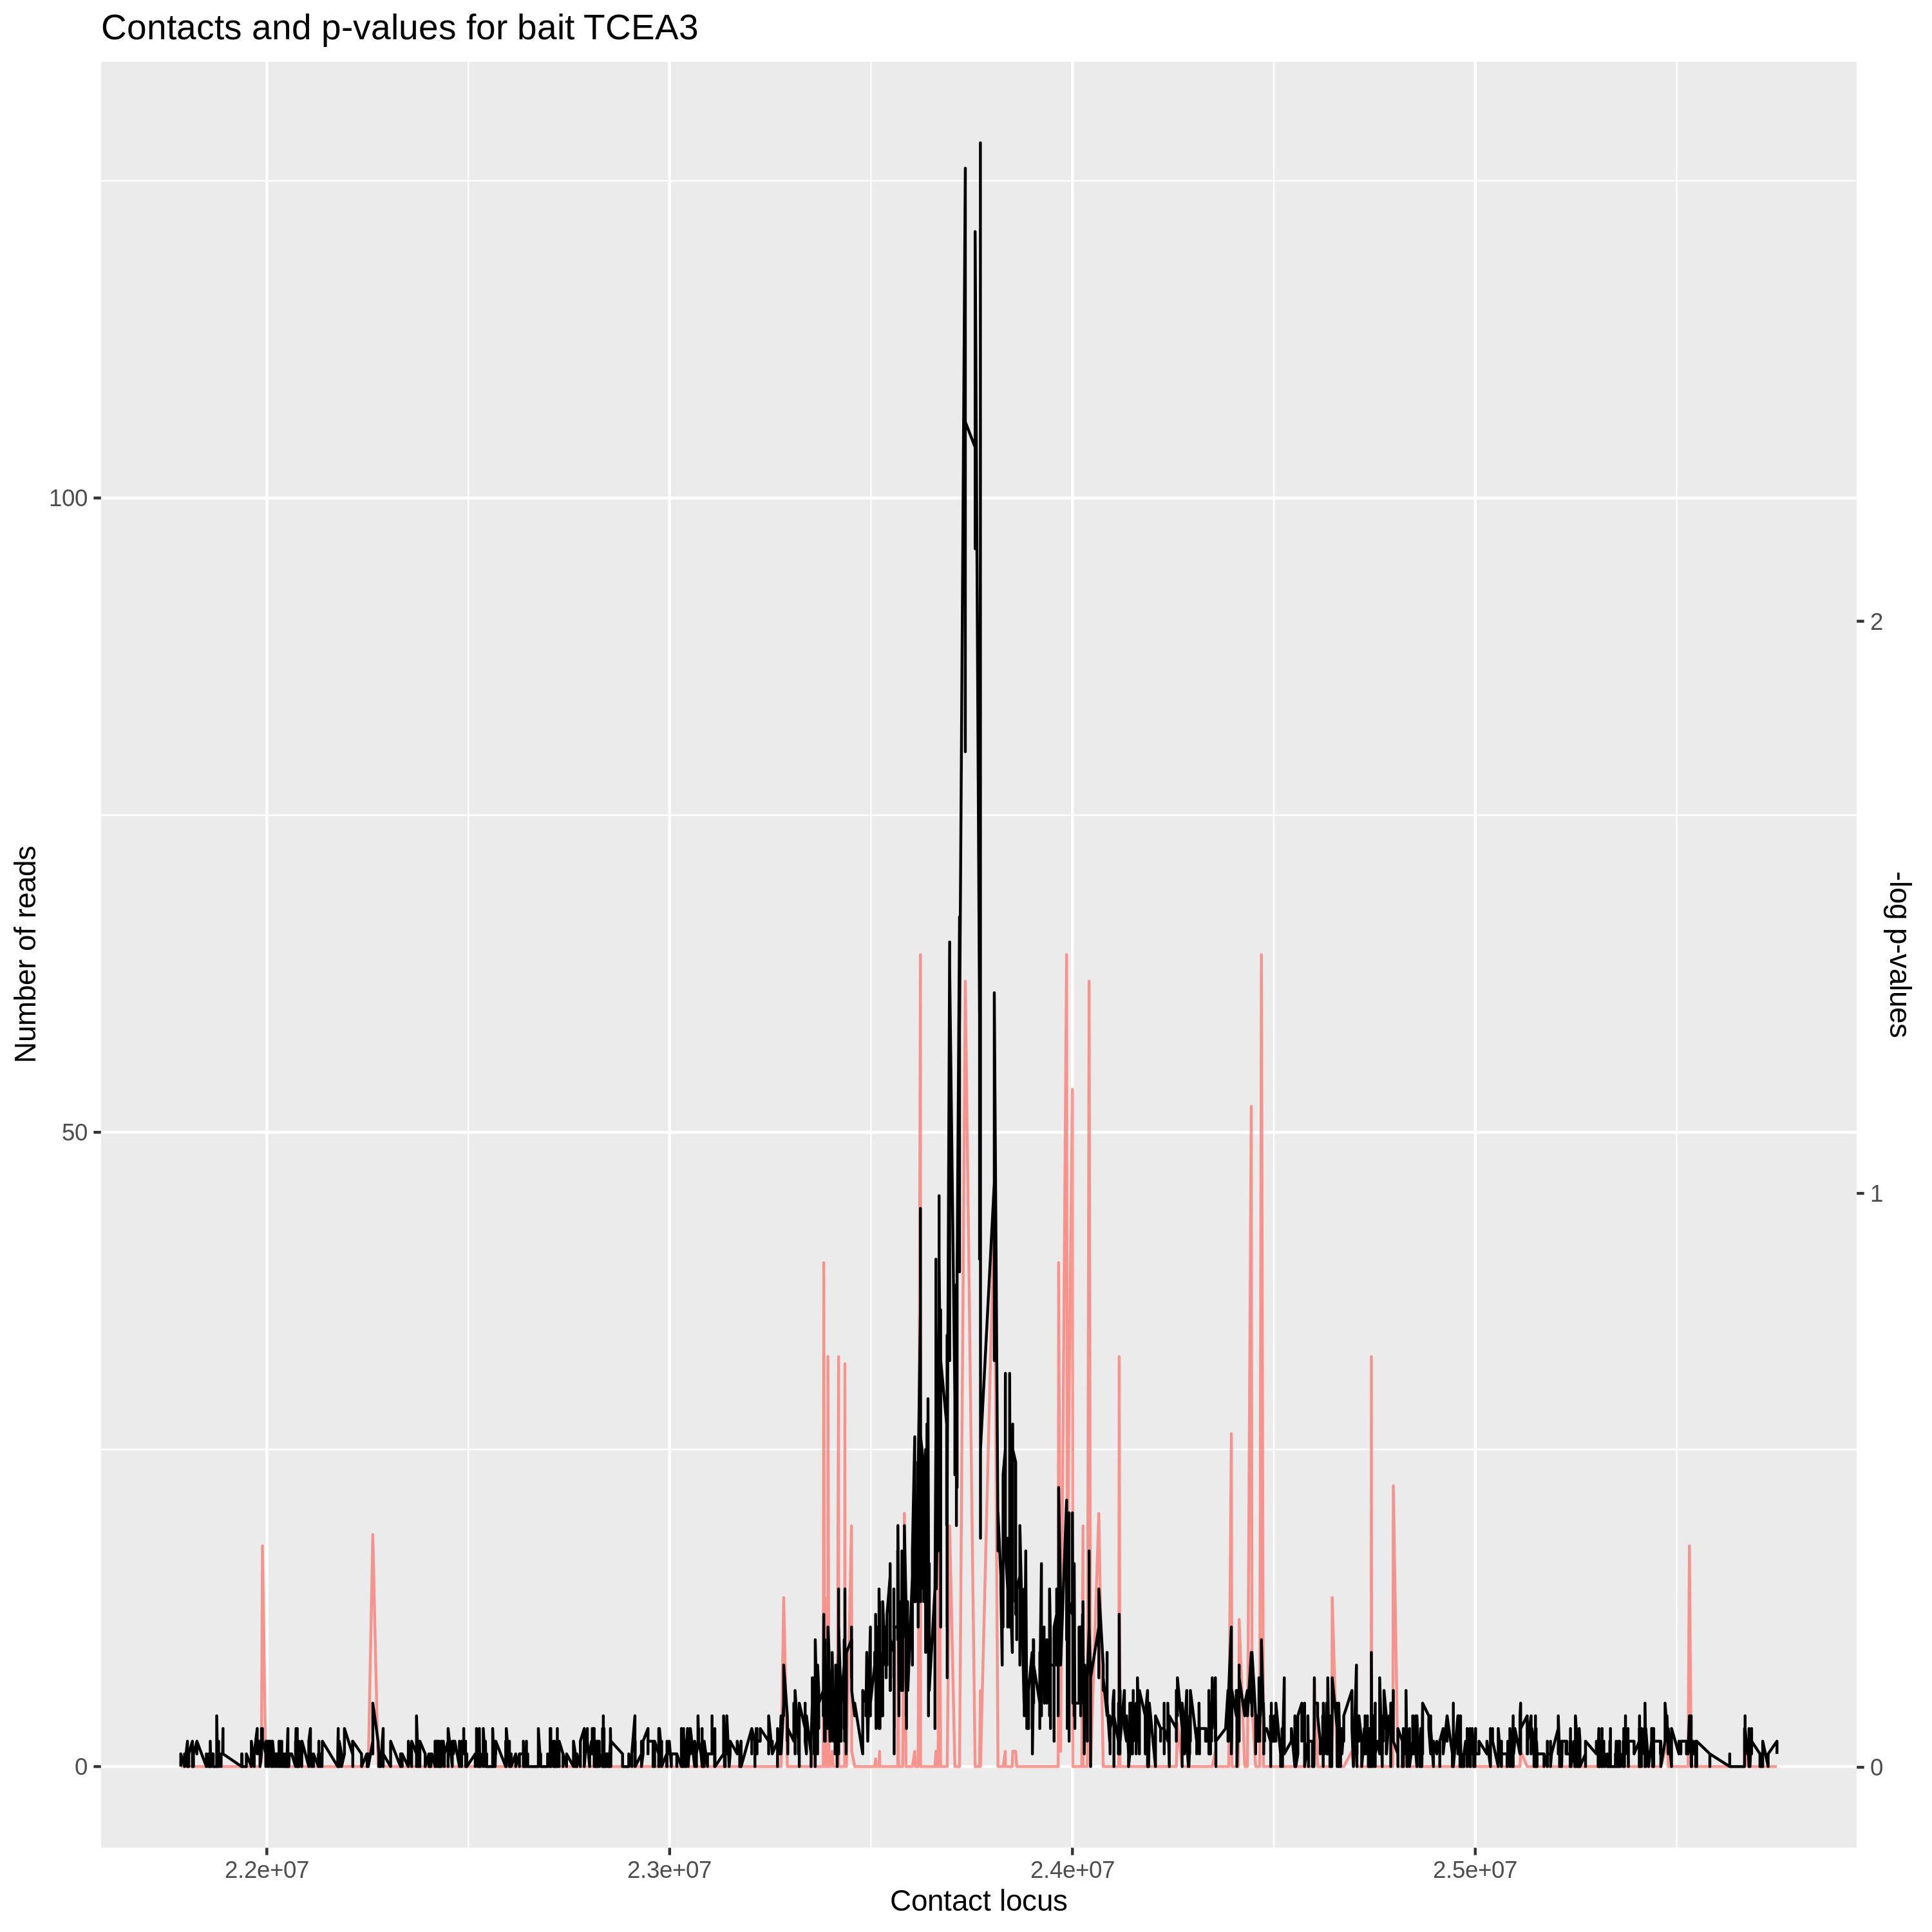 Contacts and p-values for bait TCEA3
Number of reads
100
50
0
2
1
0
-log p-values
2.2e+07
2.3e+07
2.4e+07
2.5e+07
Contact locus